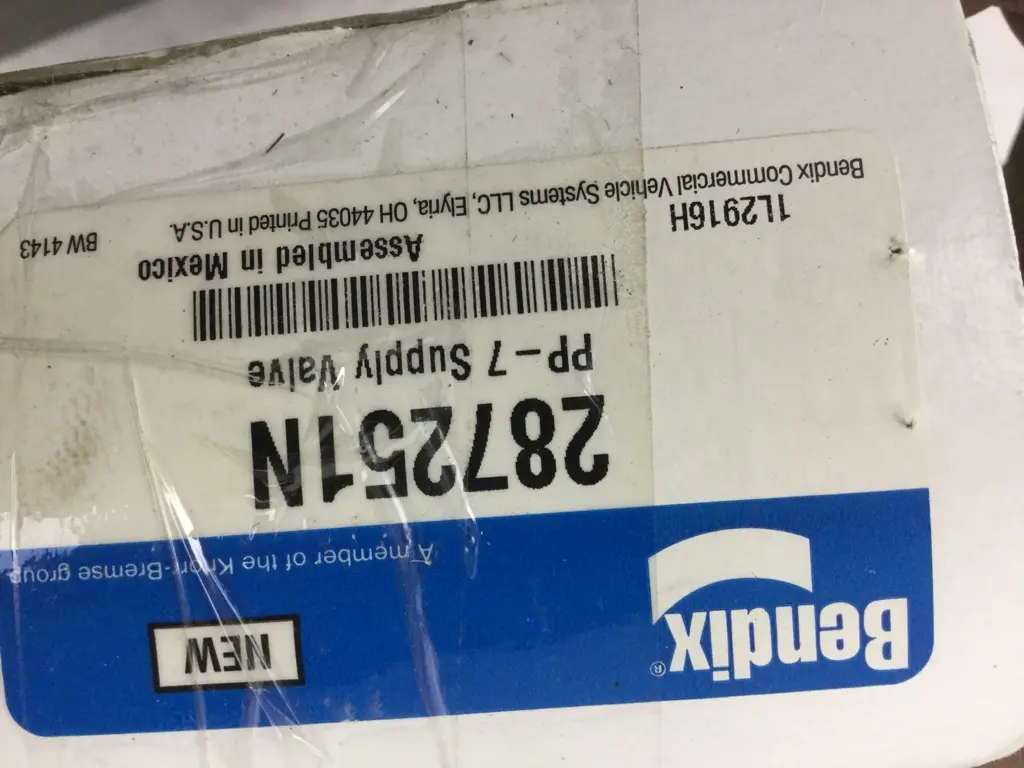 Bendix®
NEW
A member of the Knorr-Bremse group
287251N
PP-7 Supply Valve
Assembled in Mexico
1L2916H
Bendix Commercial Vehicle Systems LLC, Elyria, OH 44035 Printed in U.S.A.
BW 4143